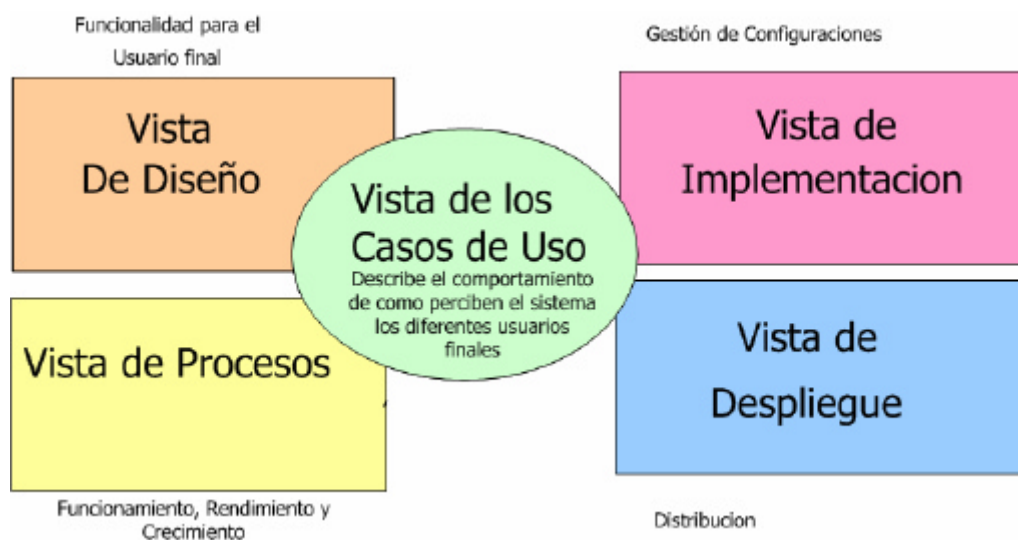 Funcionalidad para el
Usuario final
Gestión de Configuraciones
Vista
De Diseño
Vista de
Implementacion
Vista de los
Casos de Uso
Describe el comportamiento
de como perciben el sistema
los diferentes usuarios
finales
Vista de Procesos
Vista de
Despliegue
Funcionamiento, Rendimiento y
Crecimiento
Distribucion